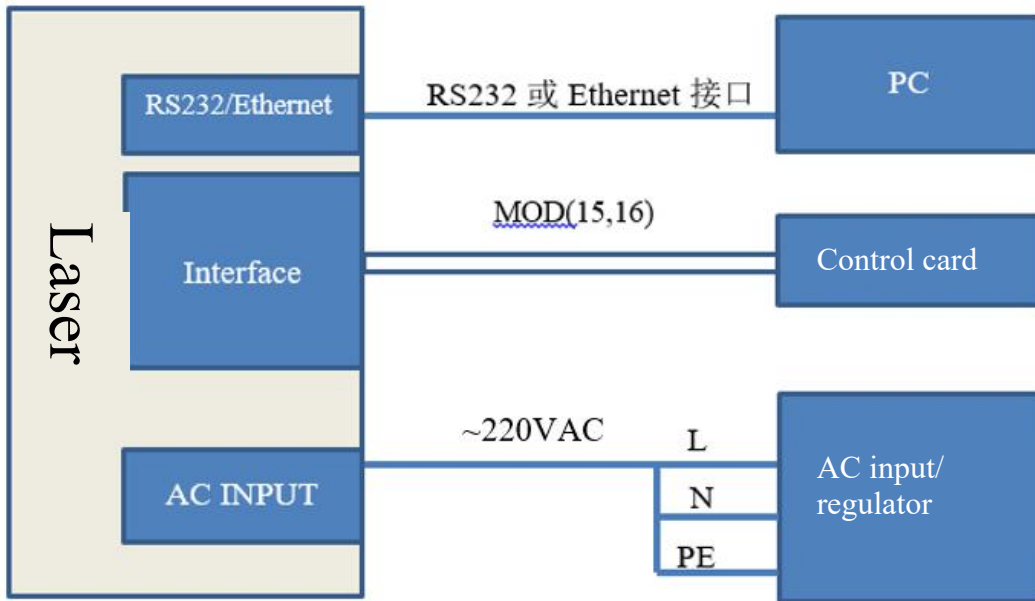 RS232/Ethernet
RS232 或 Ethernet 接口
PC
Laser
Interface
MOD(15,16)
Control card
AC INPUT
~220VAC
L
N
PE
AC input/
regulator